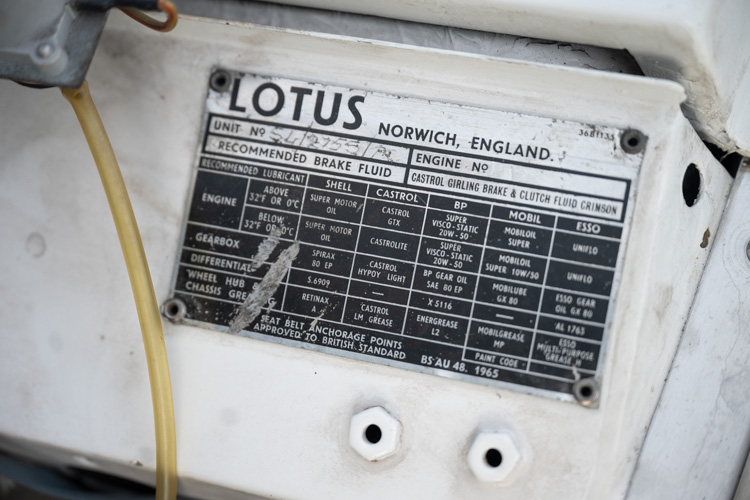 LOTUS NORWICH, ENGLAND.
36B1135
UNIT Nº
ENGINE Nº
RECOMMENDED BRAKE FLUID CASTROL GIRLING BRAKE & CLUTCH FLUID CRIMSON
RECOMMENDED LUBRICANT SHELL CASTROL BP MOBIL ESSO
ENGINE
ABOVE 32°F OR 0°C SUPER MOTOR OIL CASTROL GTX SUPER VISCO-STATIC 20W-50 MOBILOIL SUPER UNIFLO
BELOW 32°F OR 0°C SUPER MOTOR OIL CASTROLITE SUPER VISCO-STATIC 20W-50 MOBILOIL SUPER 10W/50 UNIFLO
GEARBOX SPIRAX 80 EP CASTROL HYPOY LIGHT BP GEAR OIL SAE 80 EP MOBILUBE GX 80 ESSO GEAR OIL GX 80
DIFFERENTIAL S.6909 — X 5116 — AL 1763
WHEEL HUB & CHASSIS GREASING RETINAX A CASTROL LM GREASE ENERGREASE L2 MOBILGREASE MP ESSO MULTI-PURPOSE GREASE H
PAINT CODE -
SEAT BELT ANCHORAGE POINTS
APPROVED TO BRITISH STANDARD BS AU 48. 1965